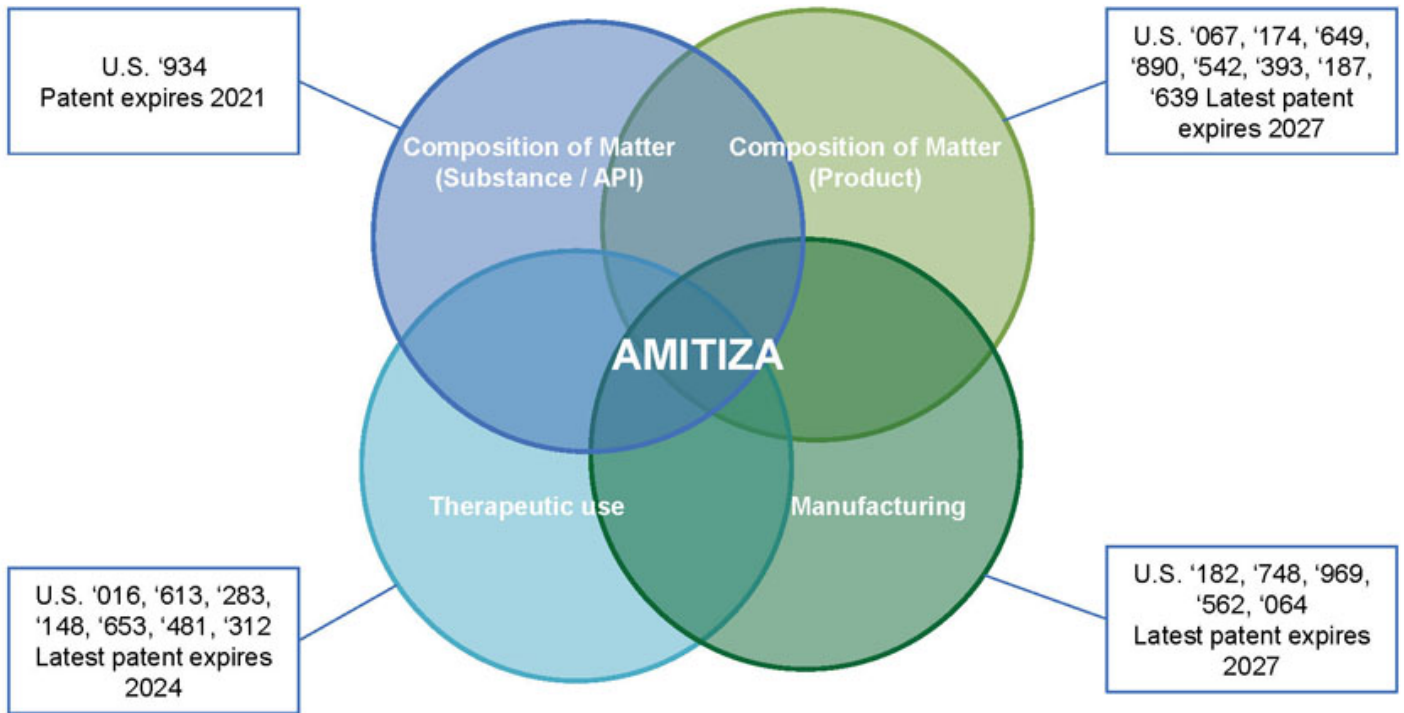 U.S. ‘934
Patent expires 2021
U.S. ‘067, ‘174, ‘649,
‘890, ‘542, ‘393, ‘187,
‘639 Latest patent
expires 2027
Composition of Matter
(Substance / API)
Composition of Matter
(Product)
AMITIZA
Therapeutic use
Manufacturing
U.S. ‘016, ‘613, ‘283,
‘148, ‘653, ‘481, ‘312
Latest patent expires
2024
U.S. ‘182, ‘748, ‘969,
‘562, ‘064
Latest patent expires
2027